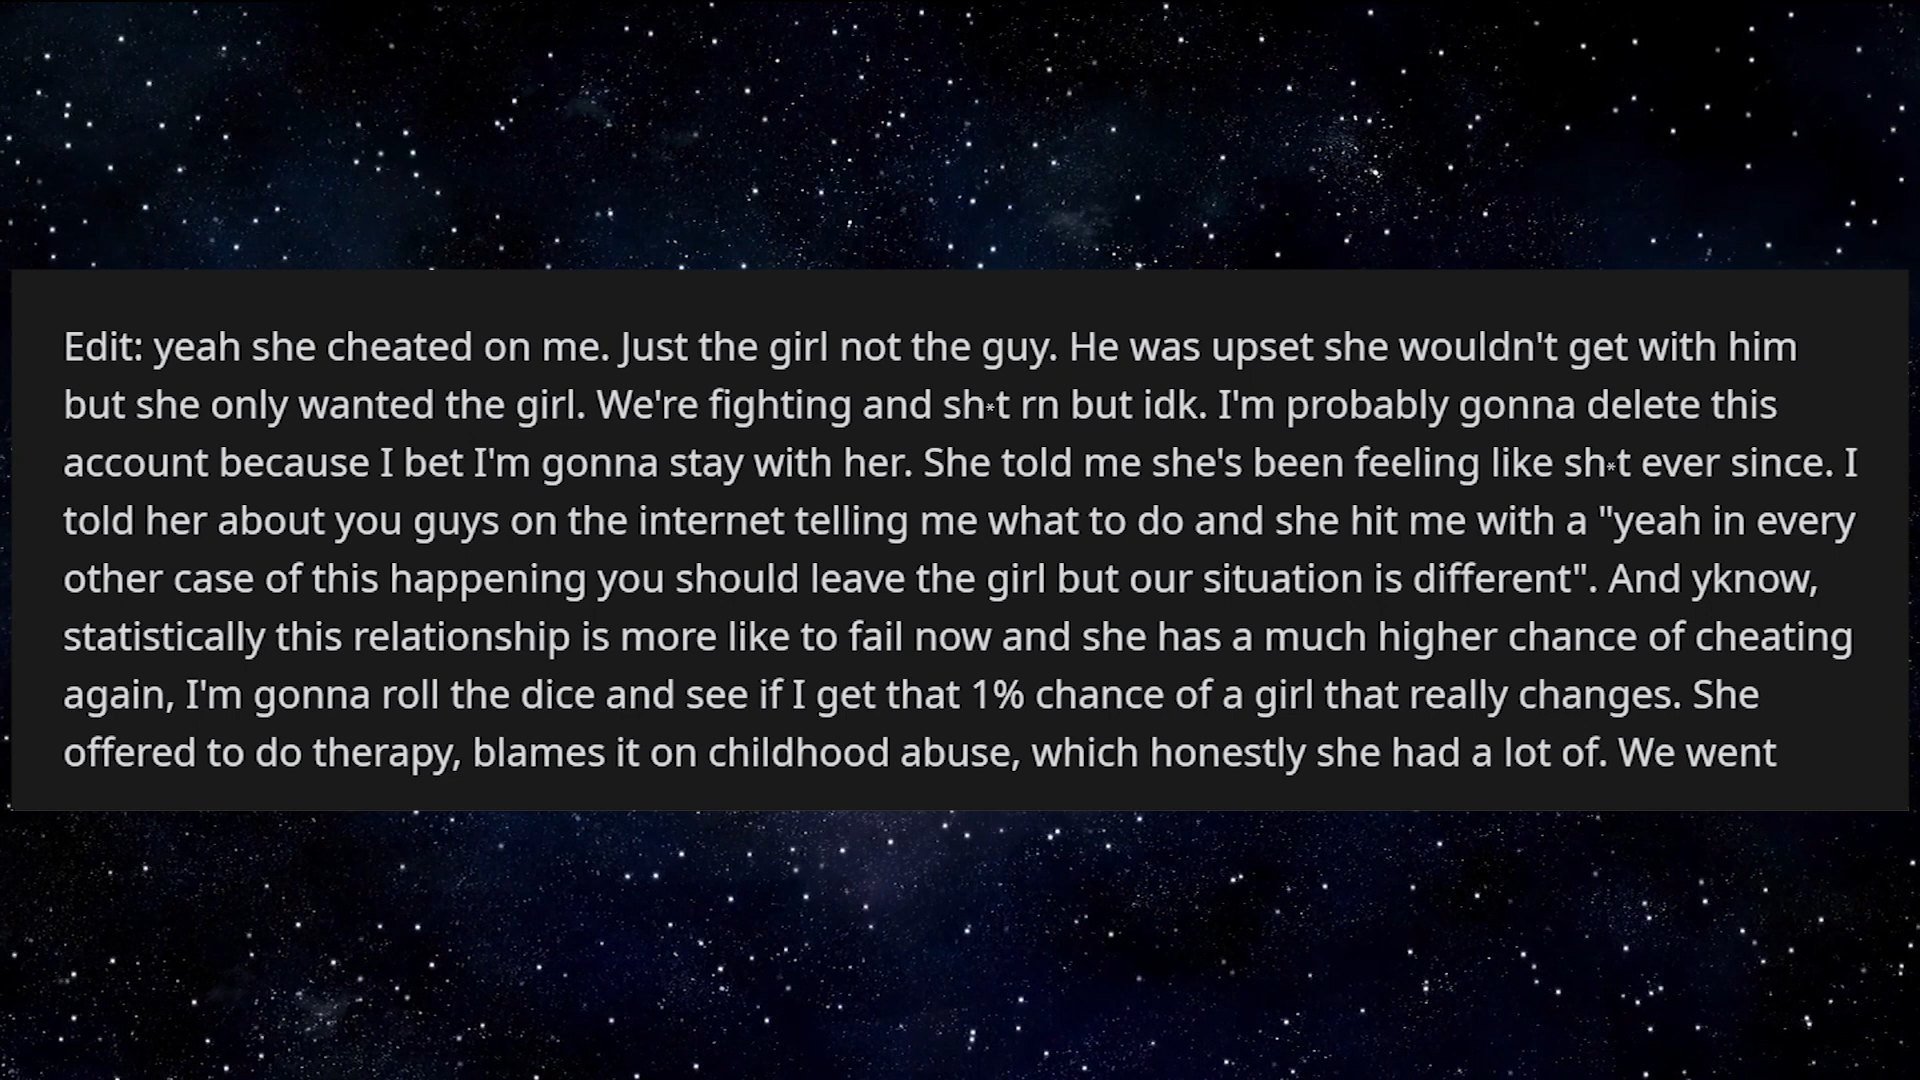 Edit: yeah she cheated on me. Just the girl not the guy. He was upset she wouldn't get with him
but she only wanted the girl. We're fighting and sh*t rn but idk. I'm probably gonna delete this
account because I bet I'm gonna stay with her. She told me she's been feeling like sh*t ever since. I
told her about you guys on the internet telling me what to do and she hit me with a "yeah in every
other case of this happening you should leave the girl but our situation is different". And yknow,
statistically this relationship is more like to fail now and she has a much higher chance of cheating
again, I'm gonna roll the dice and see if I get that 1% chance of a girl that really changes. She
offered to do therapy, blames it on childhood abuse, which honestly she had a lot of. We went